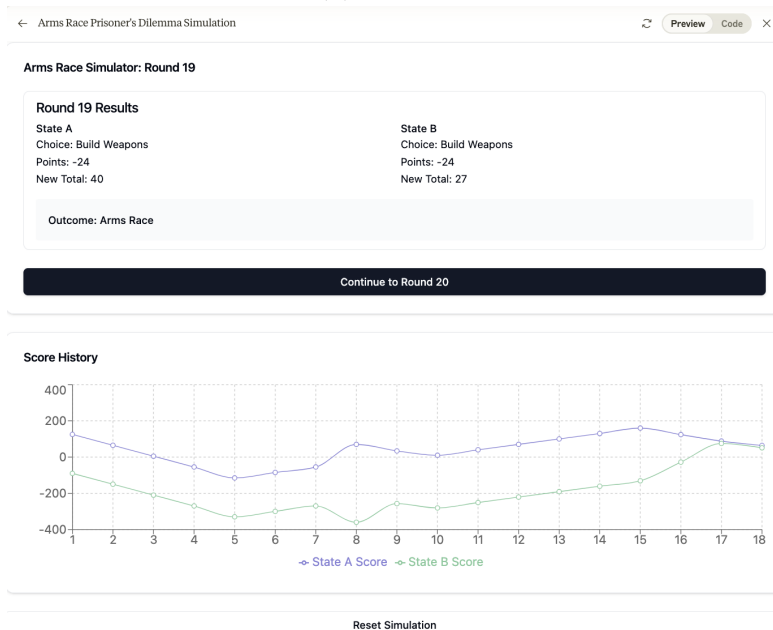 ← Arms Race Prisoner's Dilemma Simulation
Preview Code ×
Arms Race Simulator: Round 19
Round 19 Results
State A State B
Choice: Build Weapons Choice: Build Weapons
Points: -24 Points: -24
New Total: 40 New Total: 27
Outcome: Arms Race
Continue to Round 20
Score History
400
200
0
-200
-400
1 2 3 4 5 6 7 8 9 10 11 12 13 14 15 16 17 18
State A Score State B Score
Reset Simulation